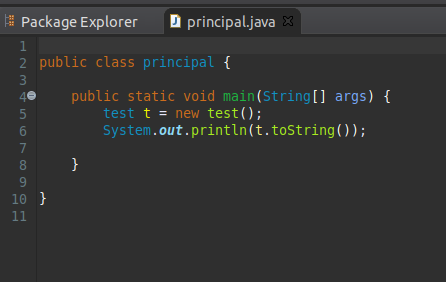 Package Explorer principal.java
1
2 public class principal {
3
4 public static void main(String[] args) {
5 test t = new test();
6 System.out.println(t.toString());
7
8 }
9
10 }
11